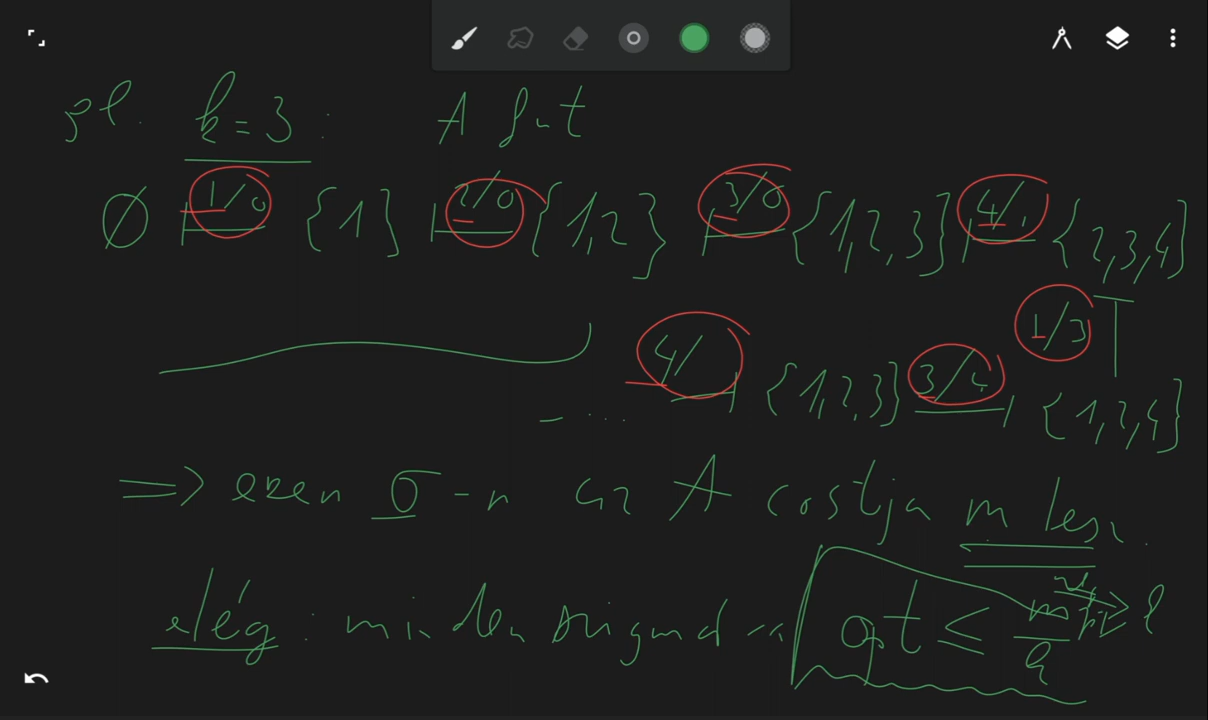 pl. k=3: A fut
∅ |1/0 {1} |2/0 {1,2} |3/0 {1,2,3} |4/1 {2,3,4}
1/3
4/ {1,2,3} 3/4 {1,2,4}
- ....
=> ezen σ-n az A costja m lesz.
elég: minden σ opt ≤ m/k